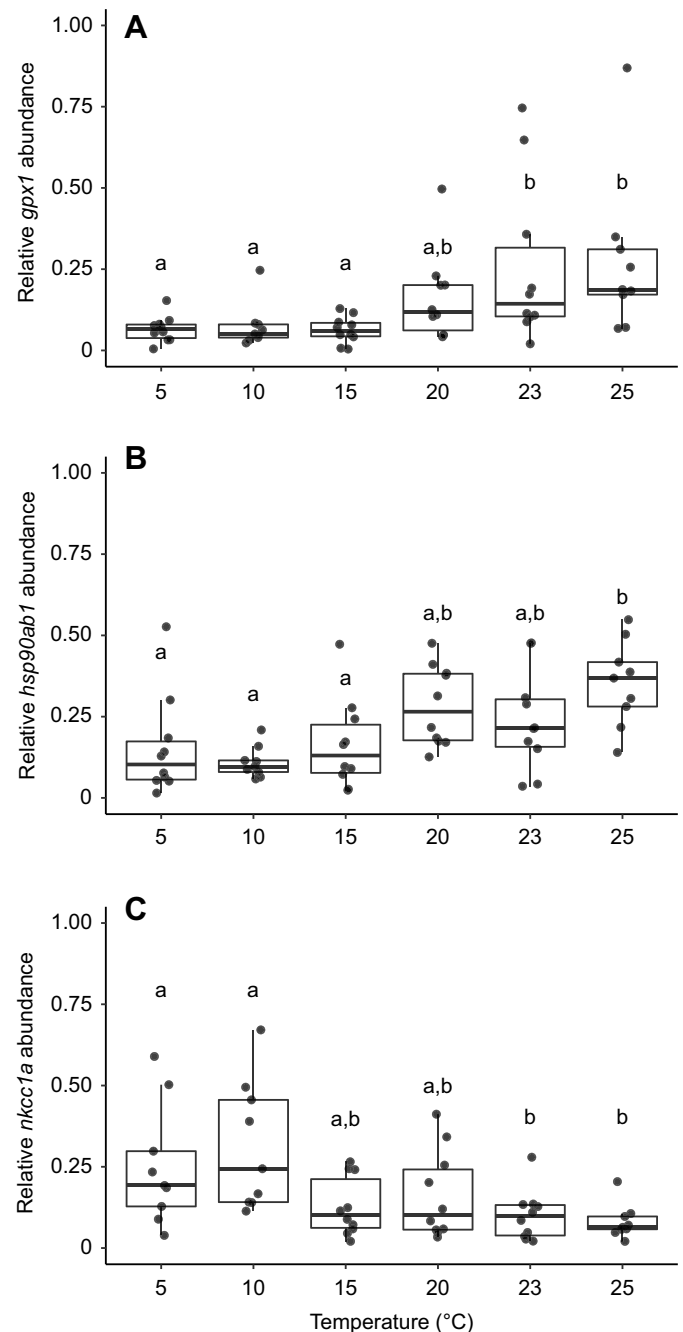 A
1.00
0.75
0.50
0.25
0
Relative gpx1 abundance
a a a a,b b b
5 10 15 20 23 25
B
1.00
0.75
0.50
0.25
0
Relative hsp90ab1 abundance
a a a a,b a,b b
5 10 15 20 23 25
C
1.00
0.75
0.50
0.25
0
Relative nkcc1a abundance
a a a,b a,b b b
5 10 15 20 23 25
Temperature (°C)